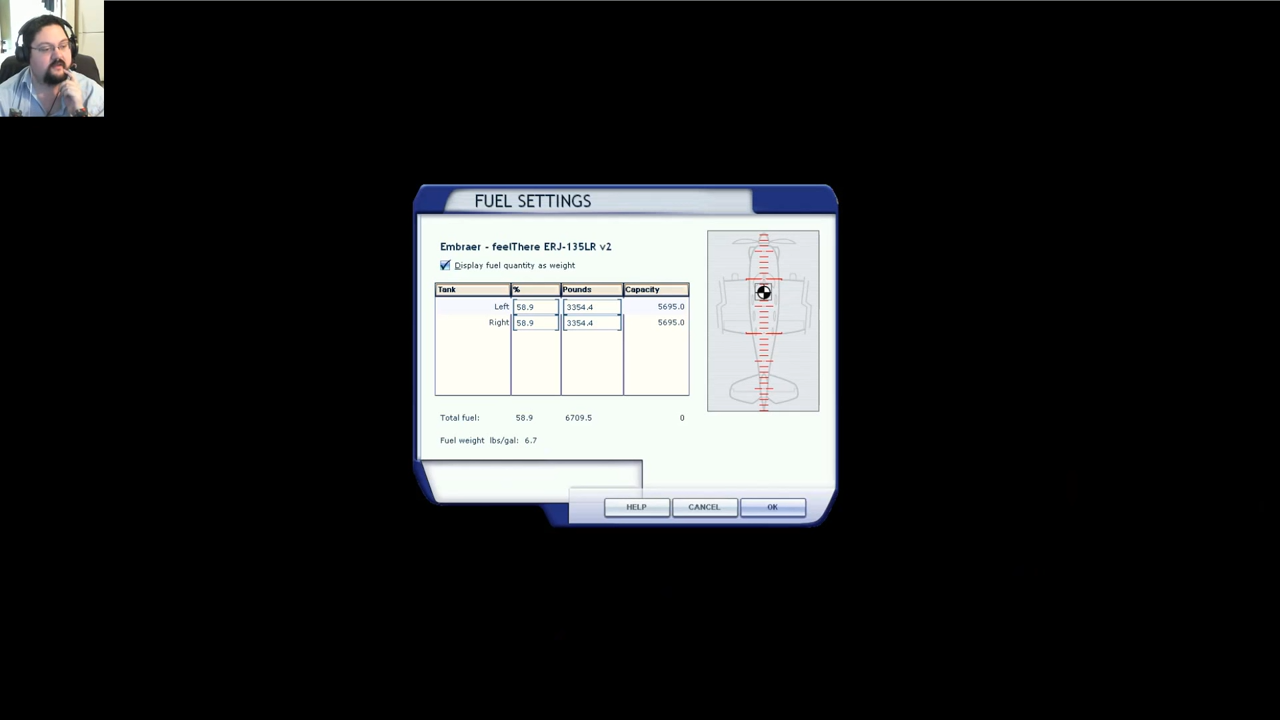 FUEL SETTINGS
Embraer - feelThere ERJ-135LR v2
Display fuel quantity as weight
Tank % Pounds Capacity
Left 58.9 3354.4 5695.0
Right 58.9 3354.4 5695.0
Total fuel: 58.9 6709.5 0
Fuel weight lbs/gal: 6.7
HELP CANCEL OK